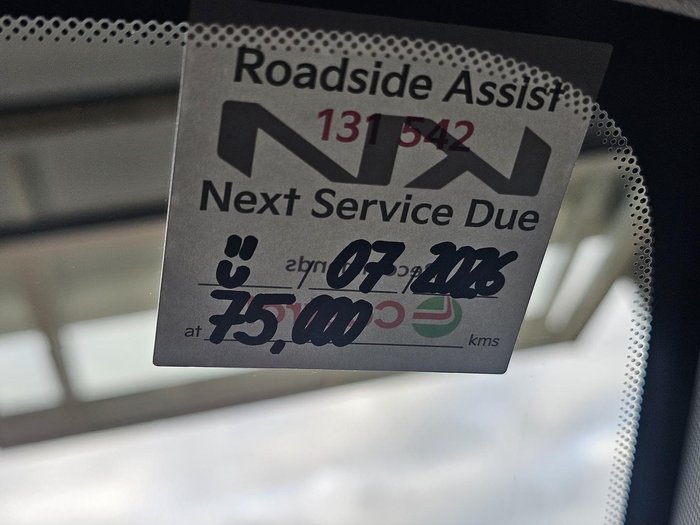 Roadside Assist
131 542
Next Service Due
/ 07 / 2026
at 75,000 kms